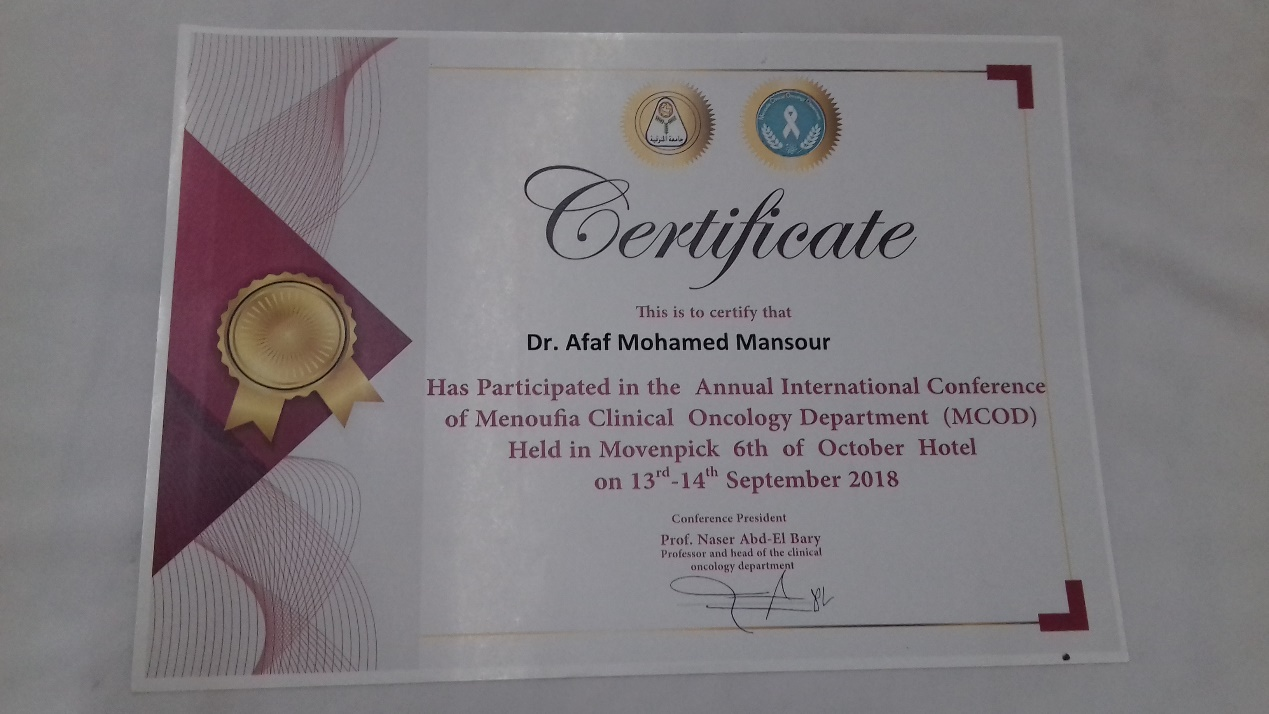 جامعة المنوفية
Certificate
This is to certify that
Dr. Afaf Mohamed Mansour
Has Participated in the Annual International Conference
of Menoufia Clinical Oncology Department (MCOD)
Held in Movenpick 6th of October Hotel
on 13rd-14th September 2018
Conference President
Prof. Naser Abd-El Bary
Professor and head of the clinical
oncology department